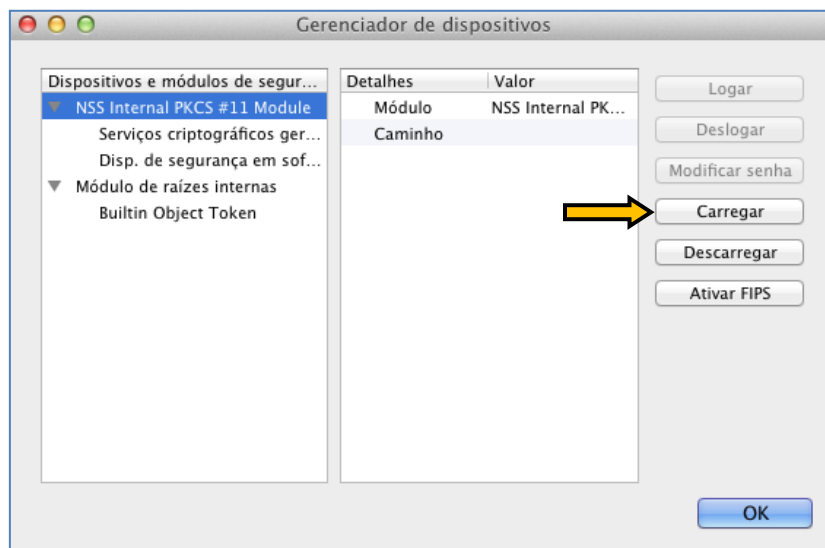 Gerenciador de dispositivos
Dispositivos e módulos de segur...
NSS Internal PKCS #11 Module
Serviços criptográficos ger...
Disp. de segurança em sof...
Módulo de raízes internas
Builtin Object Token
Detalhes Valor
Módulo NSS Internal PK...
Caminho
Logar
Deslogar
Modificar senha
Carregar
Descarregar
Ativar FIPS
OK